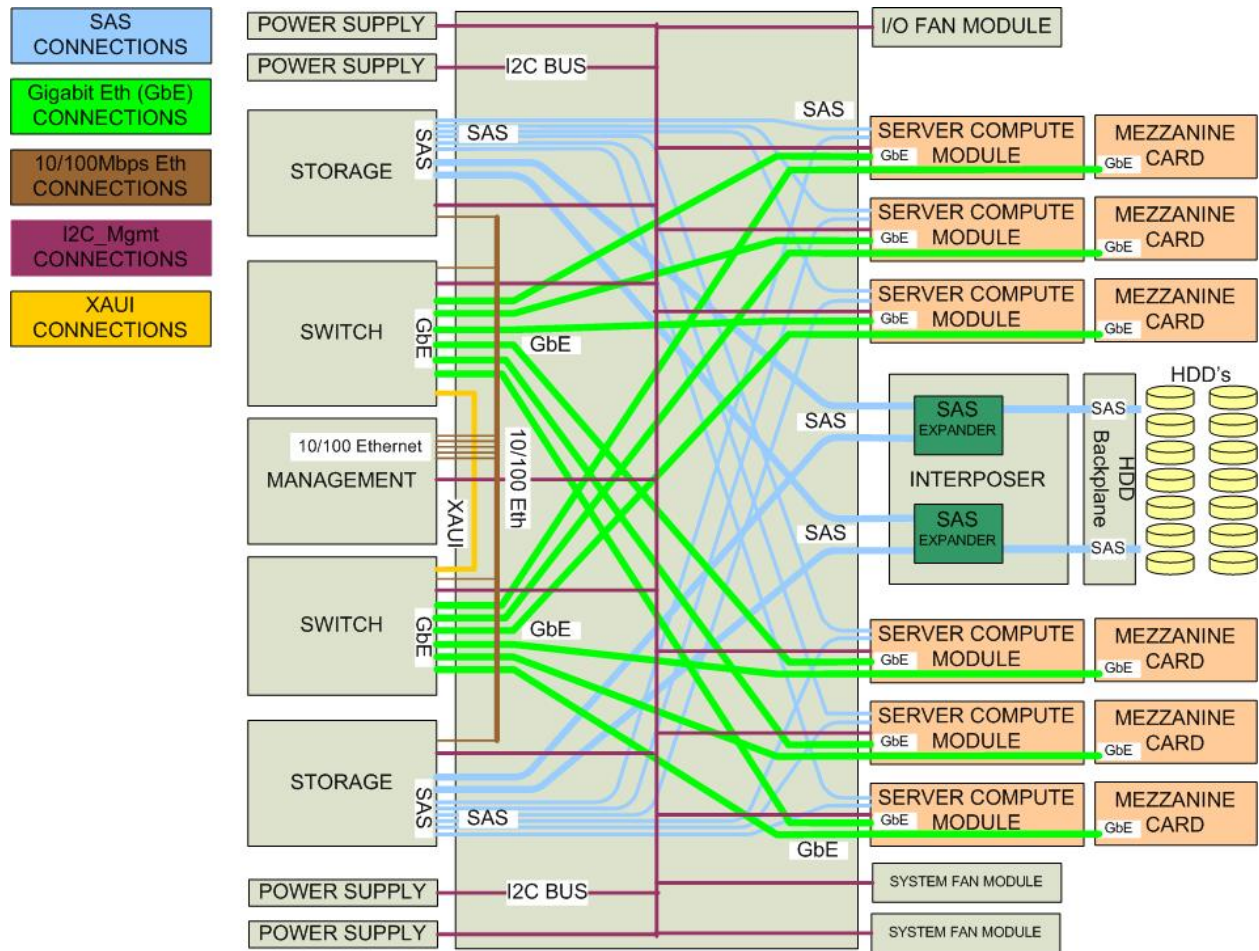 SAS
CONNECTIONS
Gigabit Eth (GbE)
CONNECTIONS
10/100Mbps Eth
CONNECTIONS
I2C_Mgmt
CONNECTIONS
XAUI
CONNECTIONS
POWER SUPPLY
POWER SUPPLY
I2C BUS
I/O FAN MODULE
STORAGE
SAS
SAS
SAS
SWITCH
GbE
GbE
10/100 Ethernet
MANAGEMENT
XAUI
10/100 Eth
SWITCH
GbE
GbE
STORAGE
SAS
SAS
POWER SUPPLY
I2C BUS
POWER SUPPLY
SERVER COMPUTE
MODULE
GbE
MEZZANINE
CARD
GbE
SERVER COMPUTE
MODULE
GbE
MEZZANINE
CARD
GbE
SERVER COMPUTE
MODULE
GbE
MEZZANINE
CARD
GbE
SAS
SAS
SAS
EXPANDER
INTERPOSER
SAS
EXPANDER
SAS
HDD
Backplane
SAS
HDD's
SERVER COMPUTE
MODULE
GbE
MEZZANINE
CARD
GbE
SERVER COMPUTE
MODULE
GbE
MEZZANINE
CARD
GbE
SERVER COMPUTE
MODULE
GbE
MEZZANINE
CARD
GbE
GbE
SYSTEM FAN MODULE
SYSTEM FAN MODULE